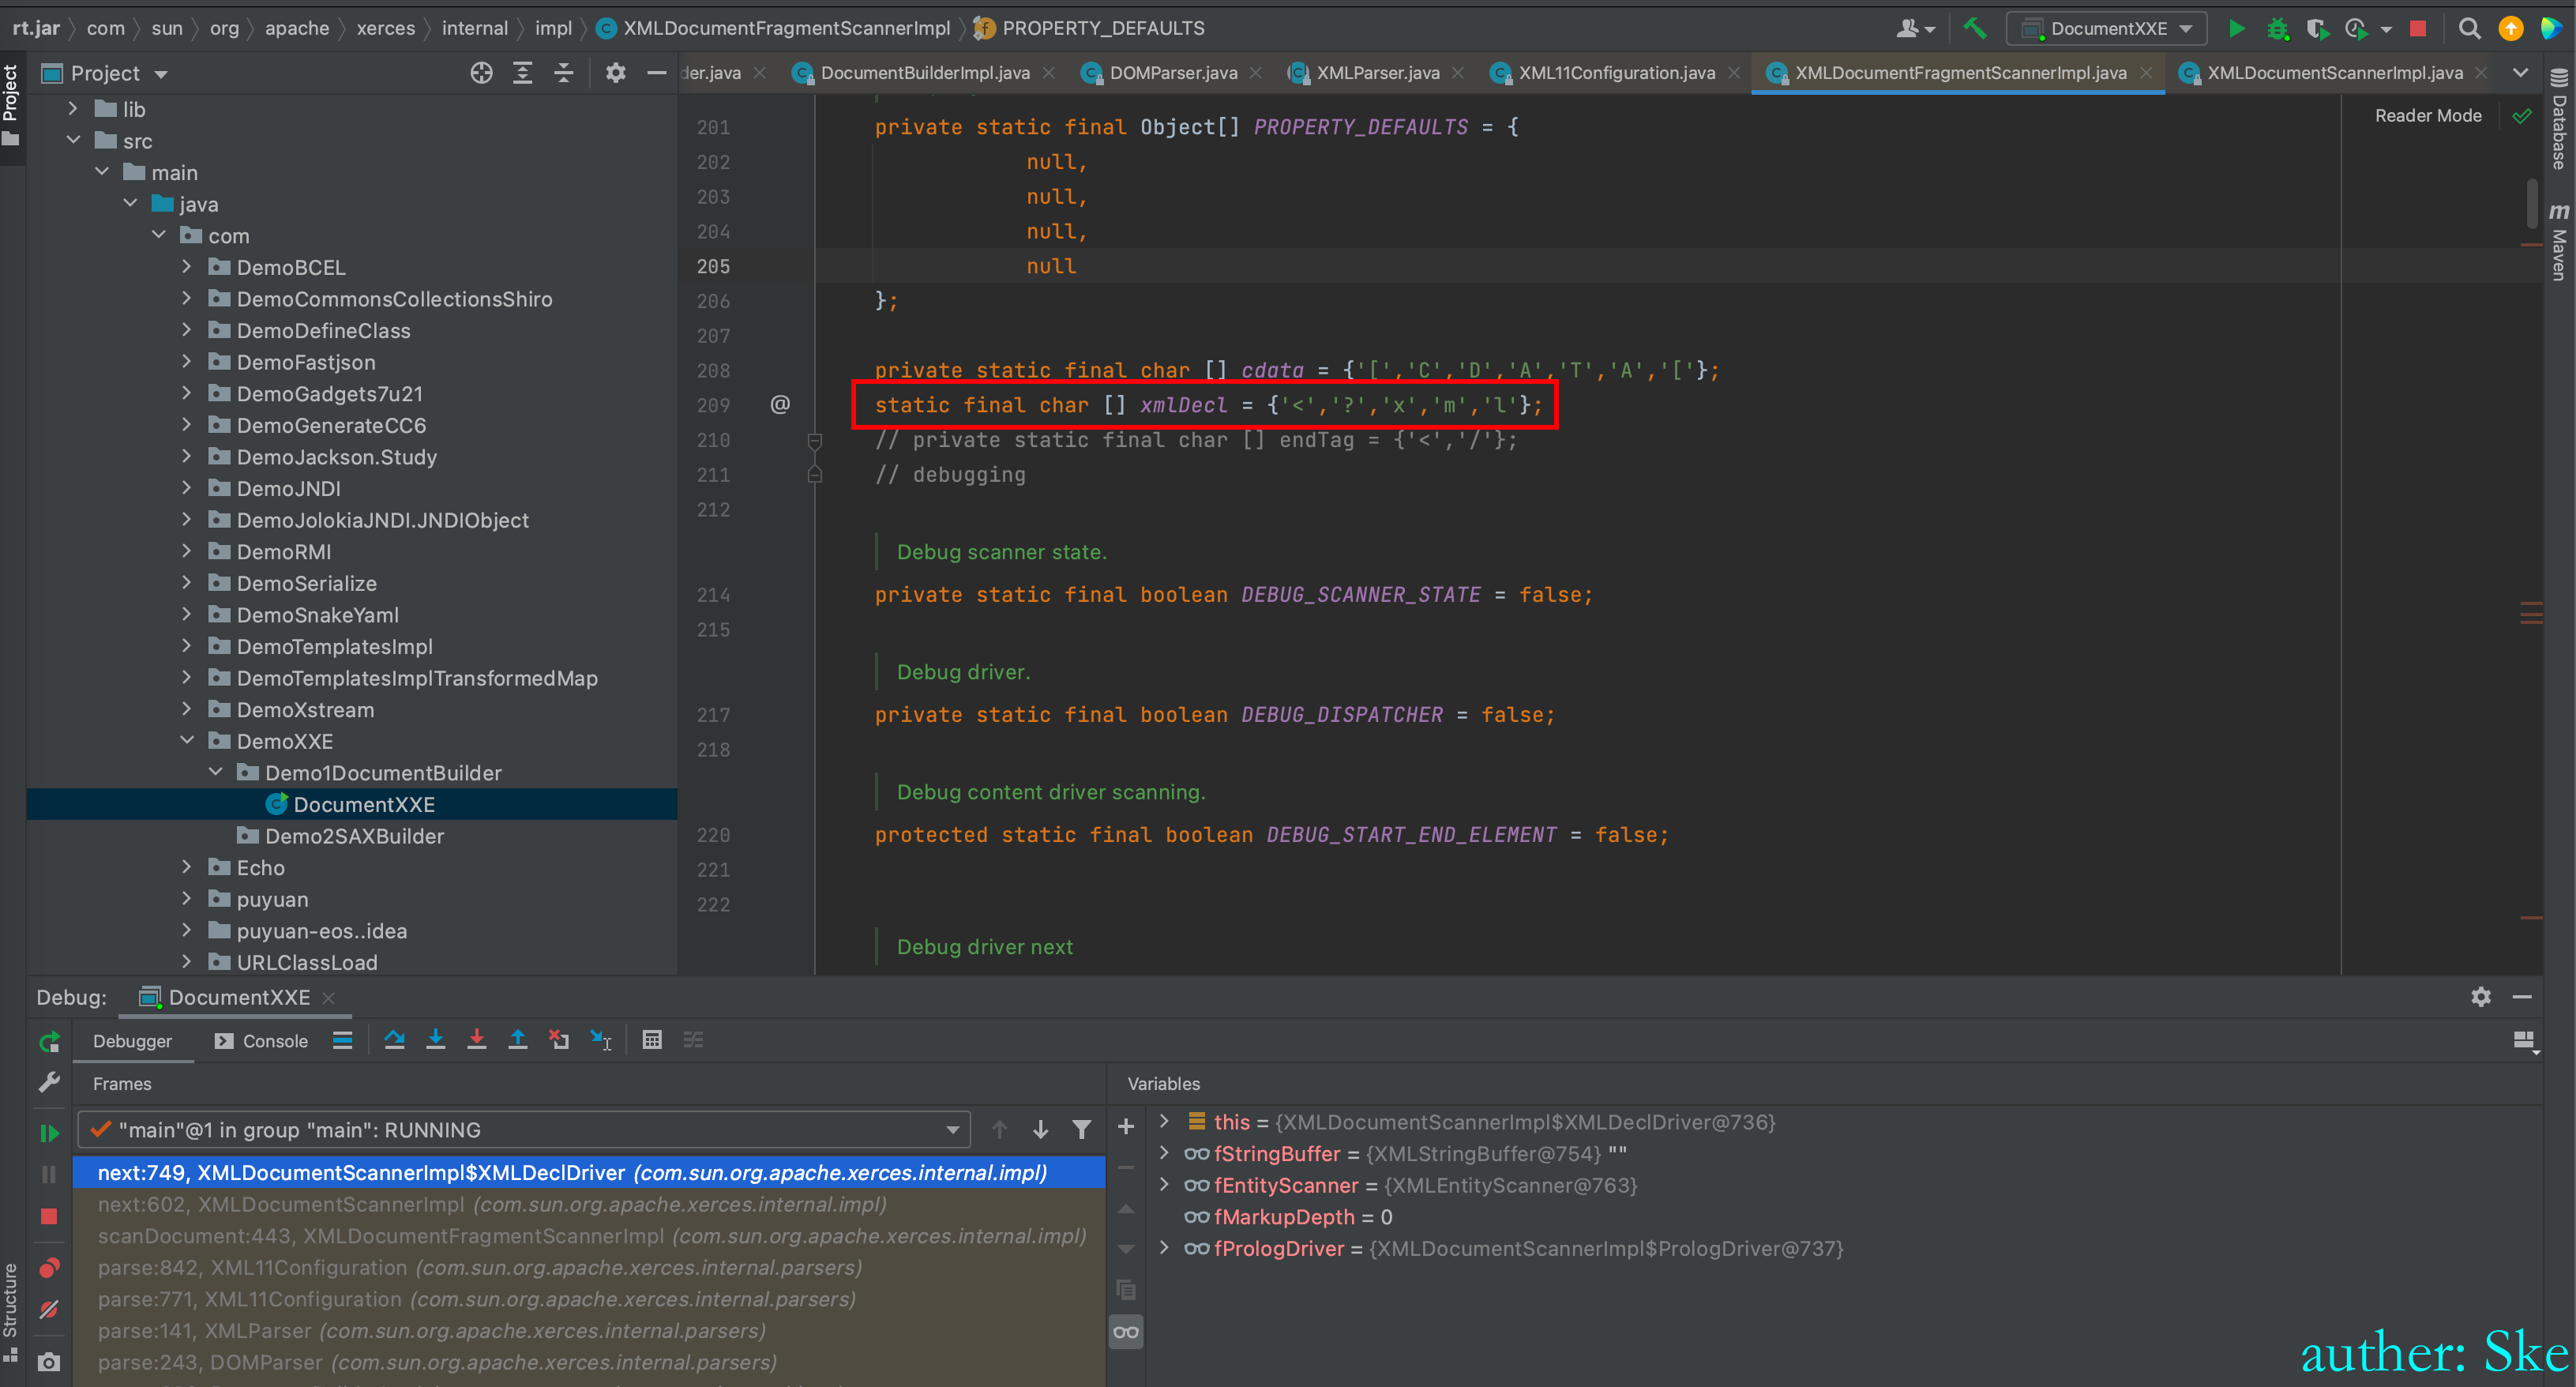 rt.jar com sun org apache xerces internal impl XMLDocumentFragmentScannerImpl PROPERTY_DEFAULTS DocumentXXE
Project
Project
der.java DocumentBuilderImpl.java DOMParser.java XMLParser.java XML11Configuration.java XMLDocumentFragmentScannerImpl.java XMLDocumentScannerImpl.java
Database
Maven
Reader Mode
lib
src
main
java
com
DemoBCEL
DemoCommonsCollectionsShiro
DemoDefineClass
DemoFastjson
DemoGadgets7u21
DemoGenerateCC6
DemoJackson.Study
DemoJNDI
DemoJolokiaJNDI.JNDIObject
DemoRMI
DemoSerialize
DemoSnakeYaml
DemoTemplatesImpl
DemoTemplatesImplTransformedMap
DemoXstream
DemoXXE
Demo1DocumentBuilder
DocumentXXE
Demo2SAXBuilder
Echo
puyuan
puyuan-eos..idea
URLClassLoad
201 private static final Object[] PROPERTY_DEFAULTS = {
202 null,
203 null,
204 null,
205 null
206 };
207
208 private static final char [] cdata = {'[','C','D','A','T','A','['};
209 @ static final char [] xmlDecl = {'<','?','x','m','l'};
210 // private static final char [] endTag = {'<','/'};
211 // debugging
212
Debug scanner state.
214 private static final boolean DEBUG_SCANNER_STATE = false;
215
Debug driver.
217 private static final boolean DEBUG_DISPATCHER = false;
218
Debug content driver scanning.
220 protected static final boolean DEBUG_START_END_ELEMENT = false;
221
222
Debug driver next
Debug: DocumentXXE
Debugger Console
Frames
"main"@1 in group "main": RUNNING
next:749, XMLDocumentScannerImpl$XMLDeclDriver (com.sun.org.apache.xerces.internal.impl)
next:602, XMLDocumentScannerImpl (com.sun.org.apache.xerces.internal.impl)
scanDocument:443, XMLDocumentFragmentScannerImpl (com.sun.org.apache.xerces.internal.impl)
parse:842, XML11Configuration (com.sun.org.apache.xerces.internal.parsers)
parse:771, XML11Configuration (com.sun.org.apache.xerces.internal.parsers)
parse:141, XMLParser (com.sun.org.apache.xerces.internal.parsers)
parse:243, DOMParser (com.sun.org.apache.xerces.internal.parsers)
Variables
this = {XMLDocumentScannerImpl$XMLDeclDriver@736}
fStringBuffer = {XMLStringBuffer@754} ""
fEntityScanner = {XMLEntityScanner@763}
fMarkupDepth = 0
fPrologDriver = {XMLDocumentScannerImpl$PrologDriver@737}
Structure
auther: Ske